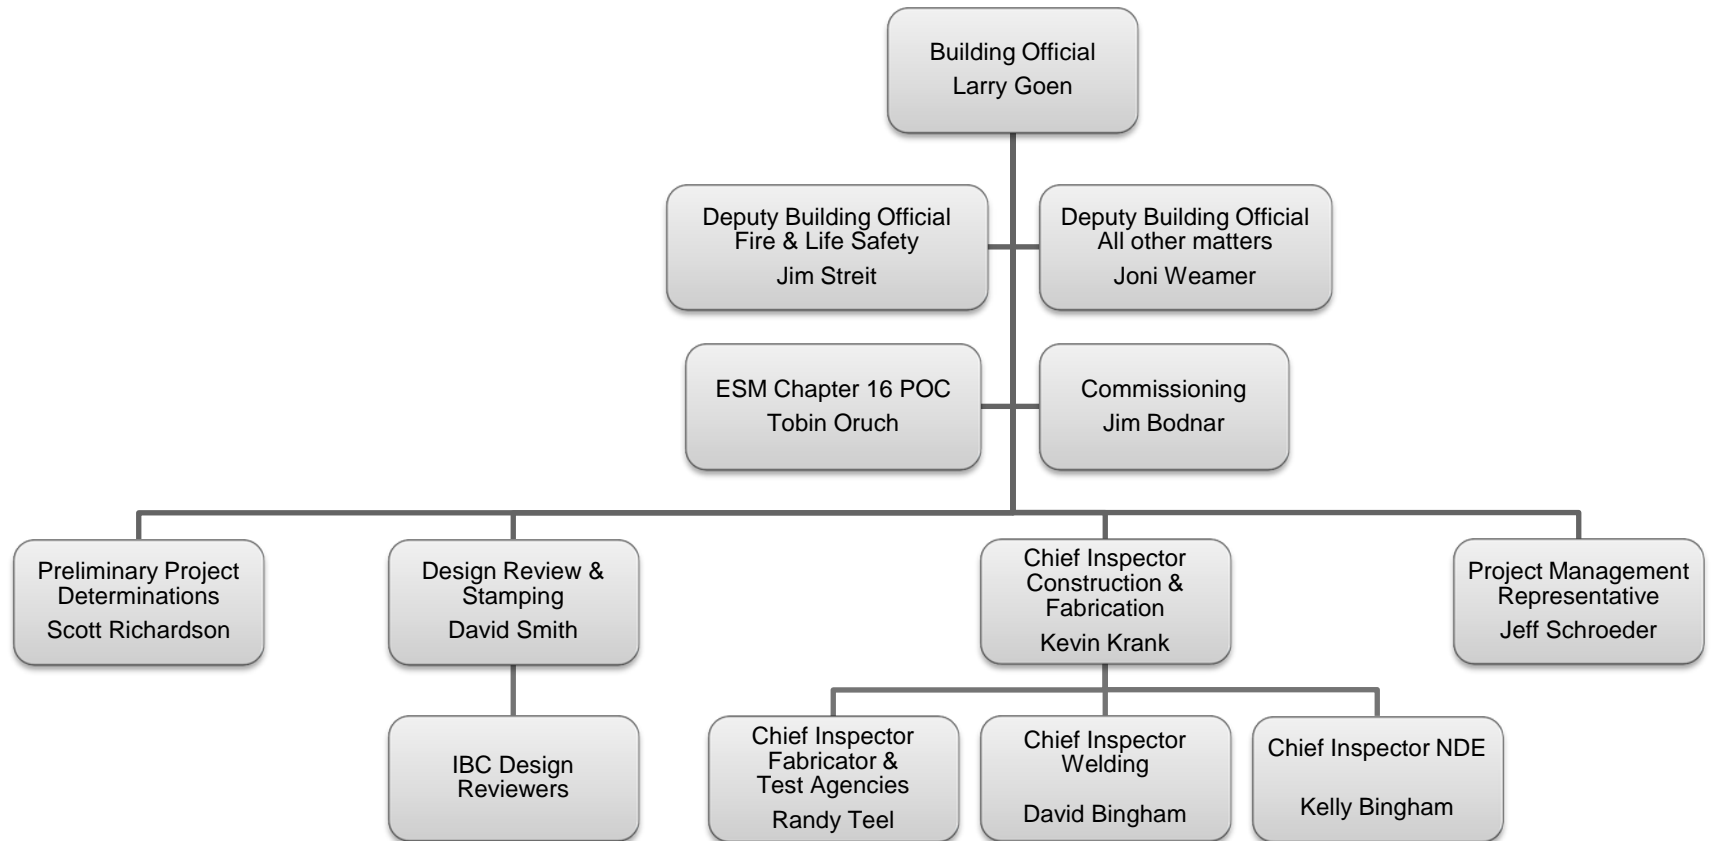 Building Official
Larry Goen
Deputy Building Official
Fire & Life Safety
Jim Streit
Deputy Building Official
All other matters
Joni Weamer
ESM Chapter 16 POC
Tobin Oruch
Commissioning
Jim Bodnar
Preliminary Project
Determinations
Scott Richardson
Design Review &
Stamping
David Smith
Chief Inspector
Construction &
Fabrication
Kevin Krank
Project Management
Representative
Jeff Schroeder
IBC Design
Reviewers
Chief Inspector
Fabricator &
Test Agencies
Randy Teel
Chief Inspector
Welding
David Bingham
Chief Inspector NDE
Kelly Bingham